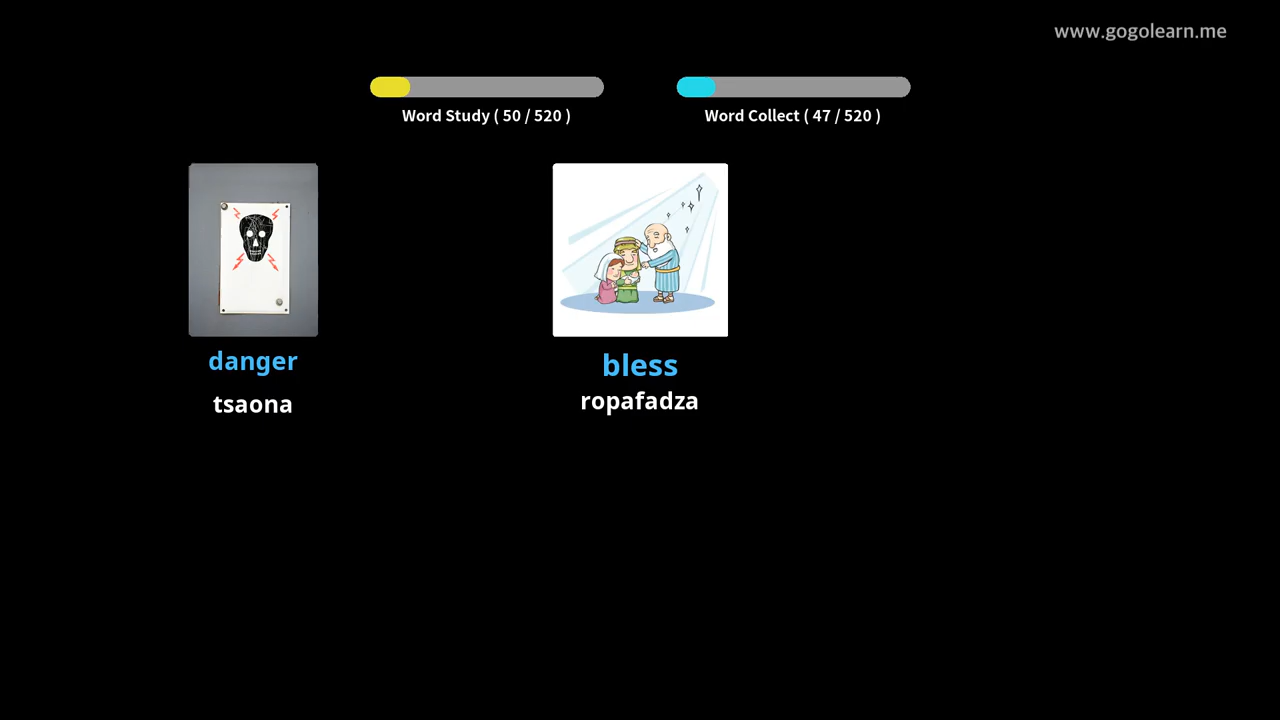 www.gogolearn.me
Word Study ( 50 / 520 )
Word Collect ( 47 / 520 )
danger
tsaona
bless
ropafadza